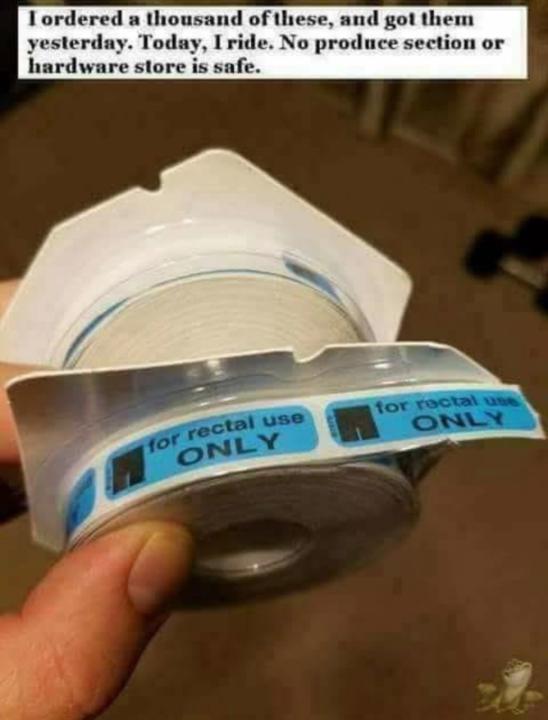 I ordered a thousand of these, and got them
yesterday. Today, I ride. No produce section or
hardware store is safe.
for rectal use
ONLY
for rectal use
ONLY